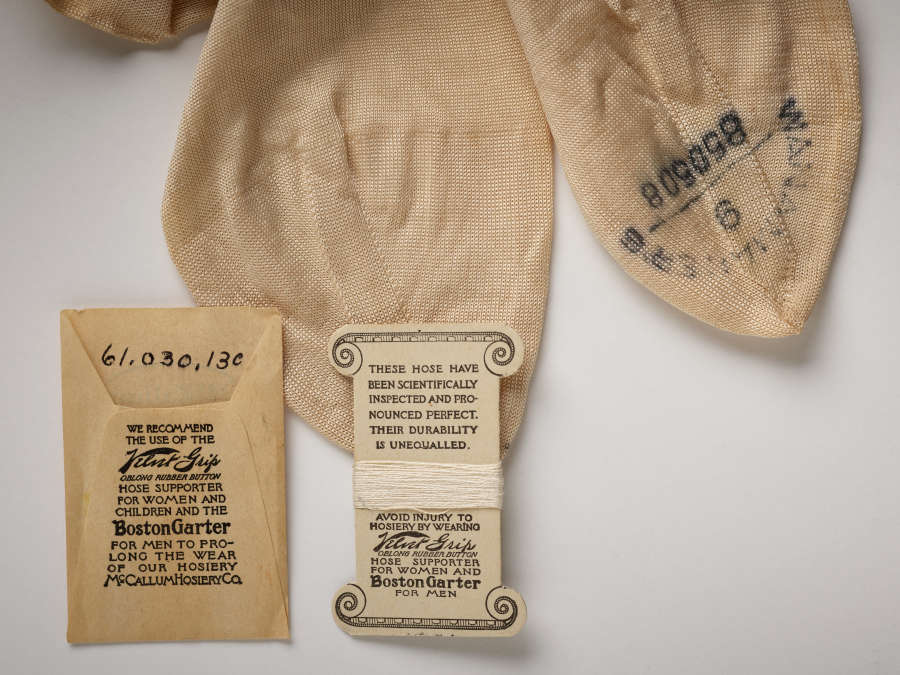 805058
9
61.030,130
WE RECOMMEND
THE USE OF THE
Velvet Grip
OBLONG RUBBER BUTTON
HOSE SUPPORTER
FOR WOMEN AND
CHILDREN AND THE
Boston Garter
FOR MEN TO PRO-
LONG THE WEAR
OF OUR HOSIERY
McCALLUM HOSIERY CO.
THESE HOSE HAVE
BEEN SCIENTIFICALLY
INSPECTED AND PRO-
NOUNCED PERFECT.
THEIR DURABILITY
IS UNEQUALLED.
AVOID INJURY TO
HOSIERY BY WEARING
Velvet Grip
OBLONG RUBBER BUTTON
HOSE SUPPORTER
FOR WOMEN AND
Boston Garter
FOR MEN